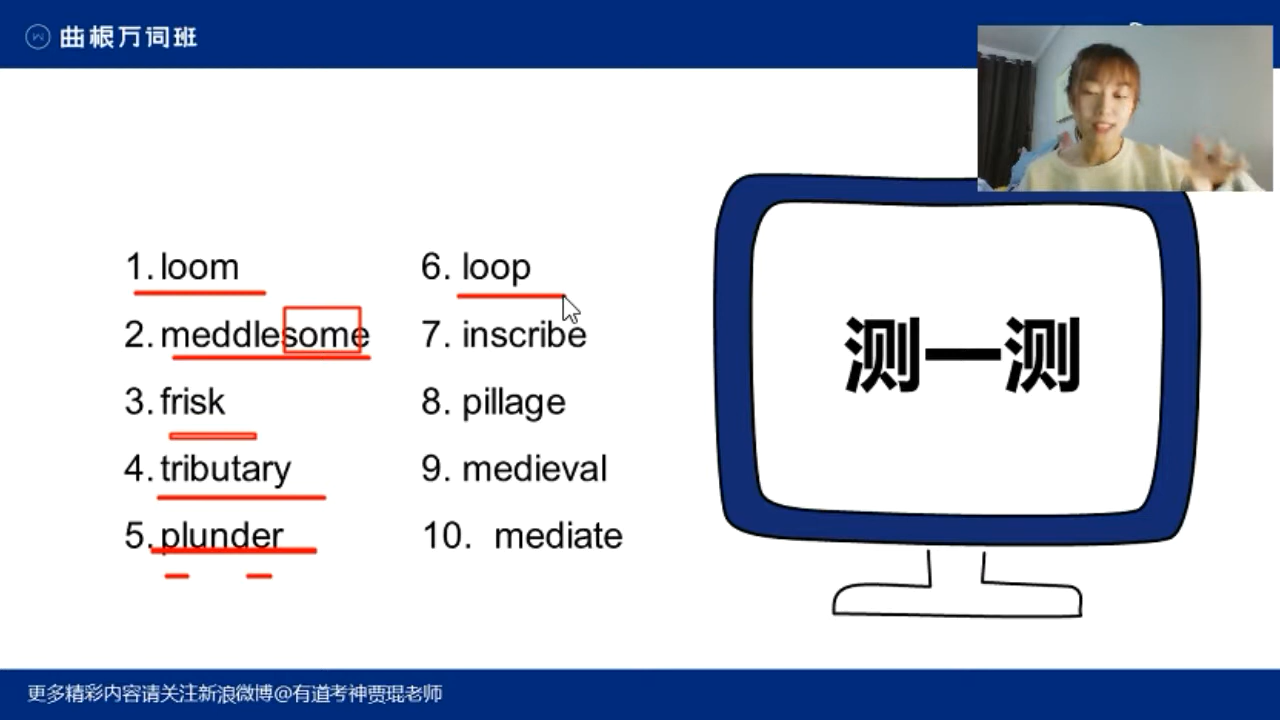 曲根万词班
1. loom
2. meddlesome
3. frisk
4. tributary
5. plunder
6. loop
7. inscribe
8. pillage
9. medieval
10. mediate
测一测
更多精彩内容请关注新浪微博@有道考神贾琨老师